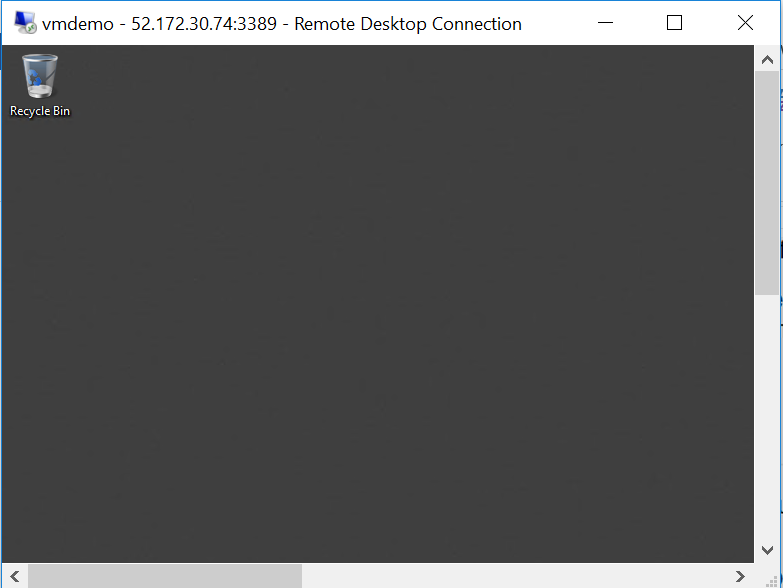 vmdemo - 52.172.30.74:3389 - Remote Desktop Connection
Recycle Bin